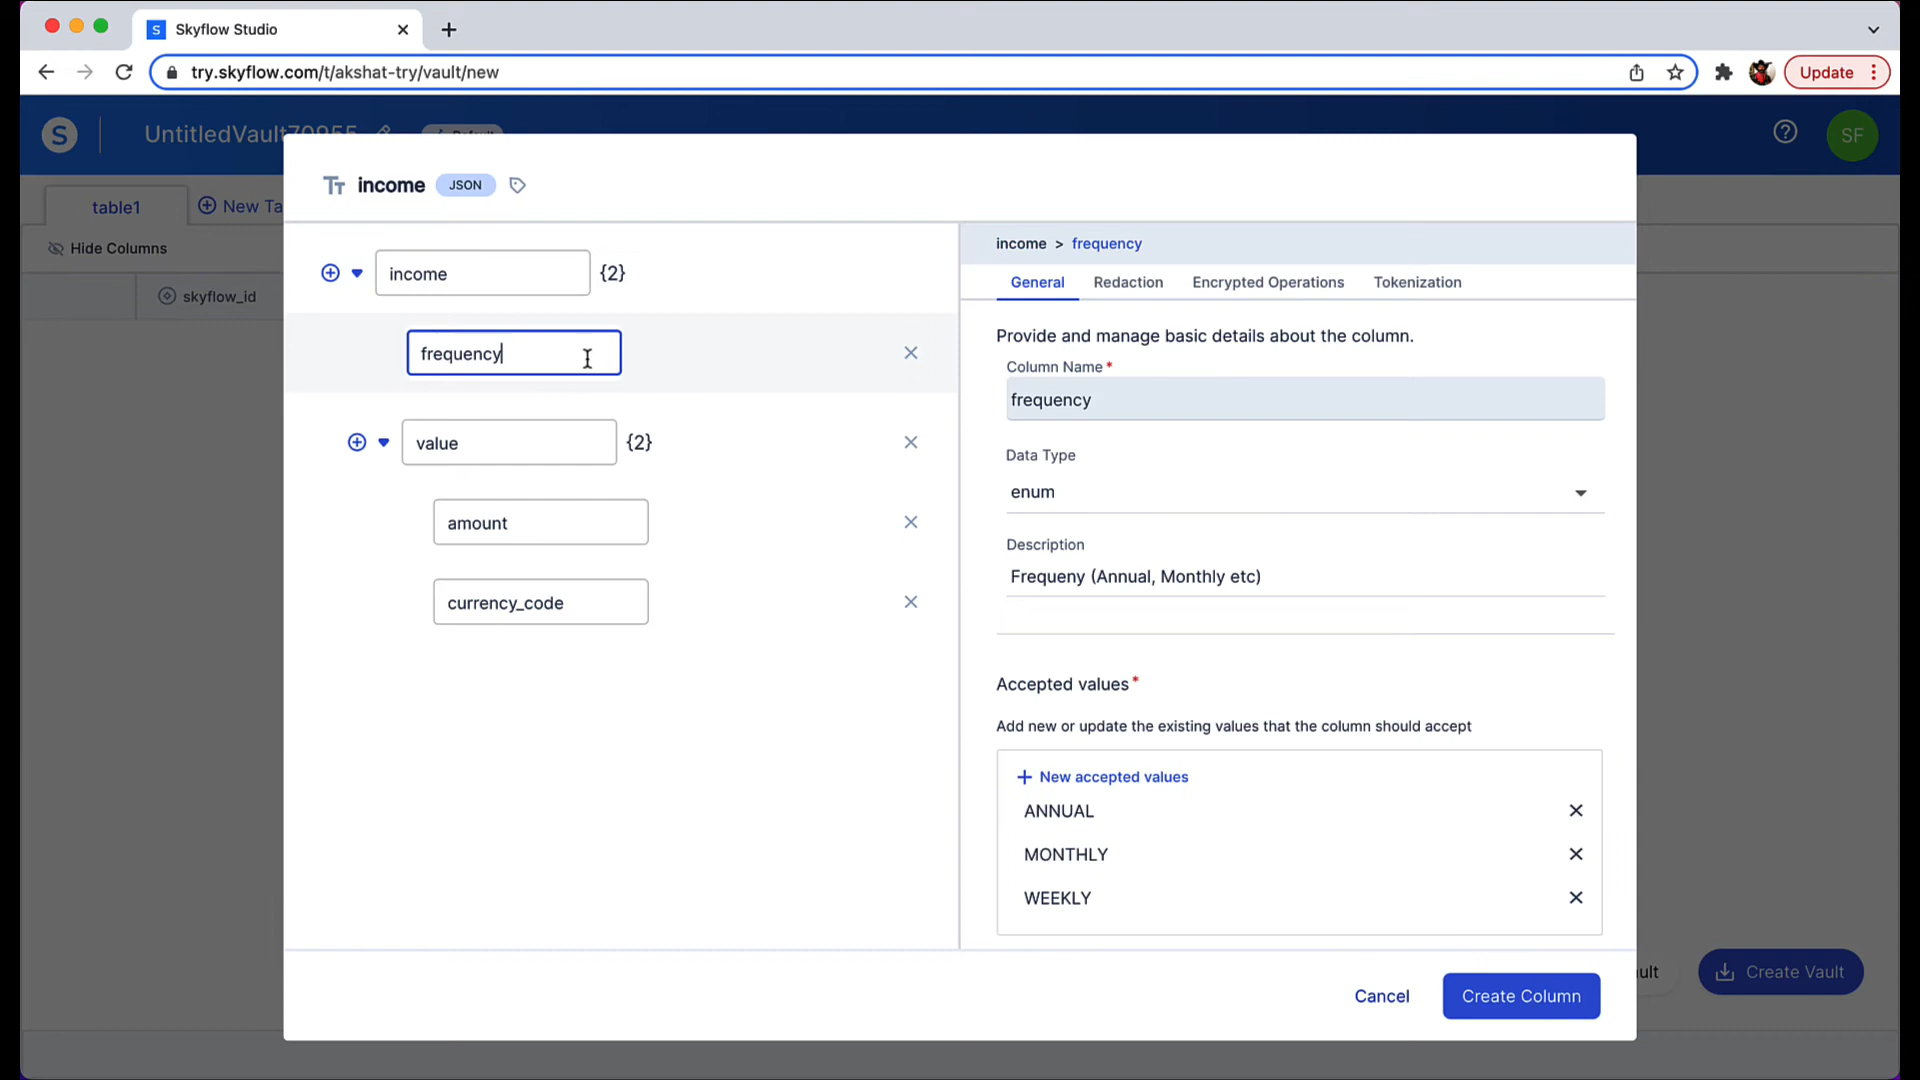 S Skyflow Studio
try.skyflow.com/t/akshat-try/vault/new
Update
S UntitledVault70955 Default
SF
table1 New Ta
Hide Columns
skyflow_id
Tт income JSON
income {2}
frequency
value {2}
amount
currency_code
income > frequency
General Redaction Encrypted Operations Tokenization
Provide and manage basic details about the column.
Column Name*
frequency
Data Type
enum
Description
Frequeny (Annual, Monthly etc)
Accepted values*
Add new or update the existing values that the column should accept
+ New accepted values
ANNUAL
MONTHLY
WEEKLY
ult Create Vault
Cancel Create Column